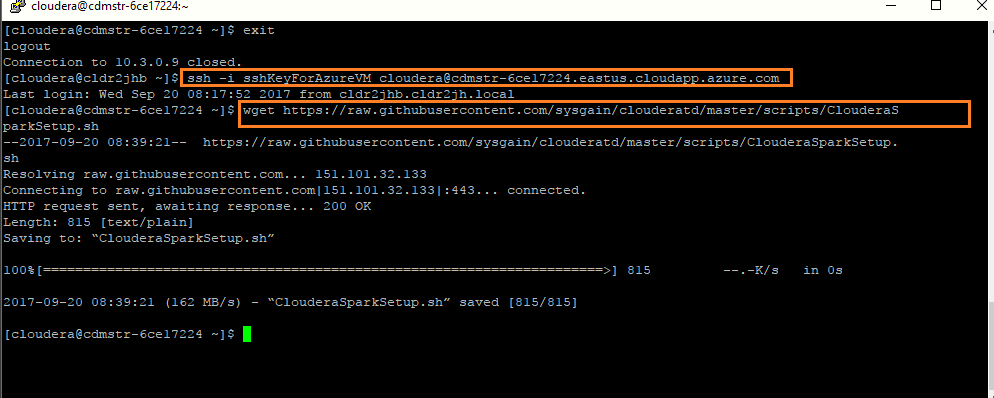 cloudera@cdmstr-6ce17224:~
[cloudera@cdmstr-6ce17224 ~]$ exit
logout
Connection to 10.3.0.9 closed.
[cloudera@cldr2jhb ~]$ ssh -i sshKeyForAzureVM cloudera@cdmstr-6ce17224.eastus.cloudapp.azure.com
Last login: Wed Sep 20 08:17:52 2017 from cldr2jhb.cldr2jh.local
[cloudera@cdmstr-6ce17224 ~]$ wget https://raw.githubusercontent.com/sysgain/clouderatd/master/scripts/ClouderaS
parkSetup.sh
--2017-09-20 08:39:21--  https://raw.githubusercontent.com/sysgain/clouderatd/master/scripts/ClouderaSparkSetup.
sh
Resolving raw.githubusercontent.com... 151.101.32.133
Connecting to raw.githubusercontent.com|151.101.32.133|:443... connected.
HTTP request sent, awaiting response... 200 OK
Length: 815 [text/plain]
Saving to: “ClouderaSparkSetup.sh”
100%[======================================================================>] 815         --.-K/s   in 0s
2017-09-20 08:39:21 (162 MB/s) - “ClouderaSparkSetup.sh” saved [815/815]
[cloudera@cdmstr-6ce17224 ~]$